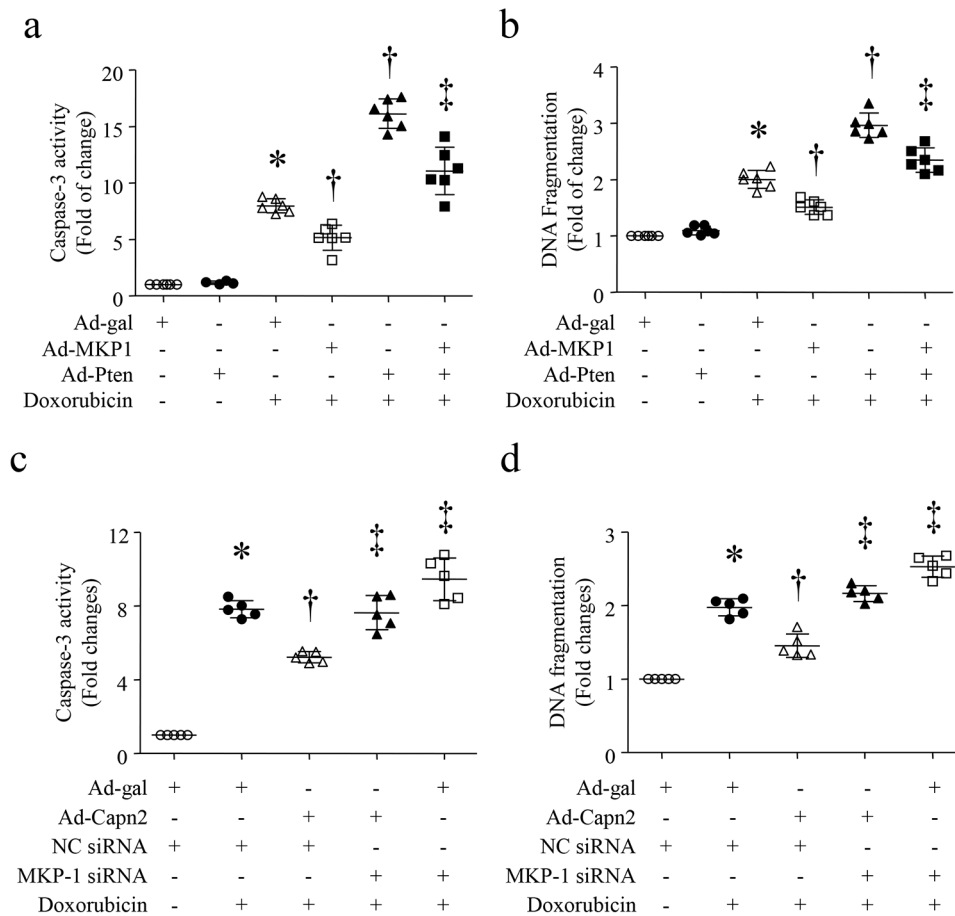 a
Caspase-3 activity
(Fold of change)
20
15
10
5
0
* † † ‡
Ad-gal + - + - - -
Ad-MKP1 - - - + - +
Ad-Pten - + - - + +
Doxorubicin - - + + + +
b
DNA Fragmentation
(Fold of change)
4
3
2
1
0
* † † ‡
Ad-gal + - + - - -
Ad-MKP1 - - - + - +
Ad-Pten - + - - + +
Doxorubicin - - + + + +
c
Caspase-3 activity
(Fold changes)
12
8
4
0
* † ‡ ‡
Ad-gal + + - - +
Ad-Capn2 - - + + -
NC siRNA + + + - -
MKP-1 siRNA - - - + +
Doxorubicin - + + + +
d
DNA fragmentation
(Fold changes)
3
2
1
0
* † ‡ ‡
Ad-gal + + - - +
Ad-Capn2 - - + + -
NC siRNA + + + - -
MKP-1 siRNA - - - + +
Doxorubicin - + + + +